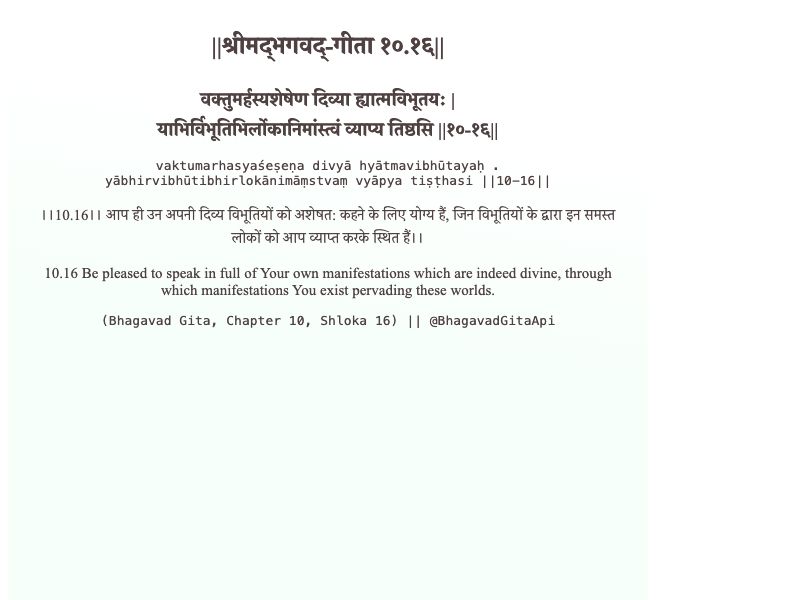 ||श्रीमद्‍भगवद्-गीता १०.१६||
वक्तुमर्हस्यशेषेण दिव्या ह्यात्मविभूतयः |
याभिर्विभूतिभिर्लोकानिमांस्त्वं व्याप्य तिष्ठसि ||१०-१६||
vaktumarhasyaśeṣeṇa divyā hyātmavibhūtayaḥ .
yābhirvibhūtibhirlokānimāṃstvaṃ vyāpya tiṣṭhasi ||10-16||
।।10.16।। आप ही उन अपनी दिव्य विभूतियों को अशेषत: कहने के लिए योग्य हैं, जिन विभूतियों के द्वारा इन समस्त
लोकों को आप व्याप्त करके स्थित हैं।।
10.16 Be pleased to speak in full of Your own manifestations which are indeed divine, through
which manifestations You exist pervading these worlds.
(Bhagavad Gita, Chapter 10, Shloka 16) || @BhagavadGitaApi